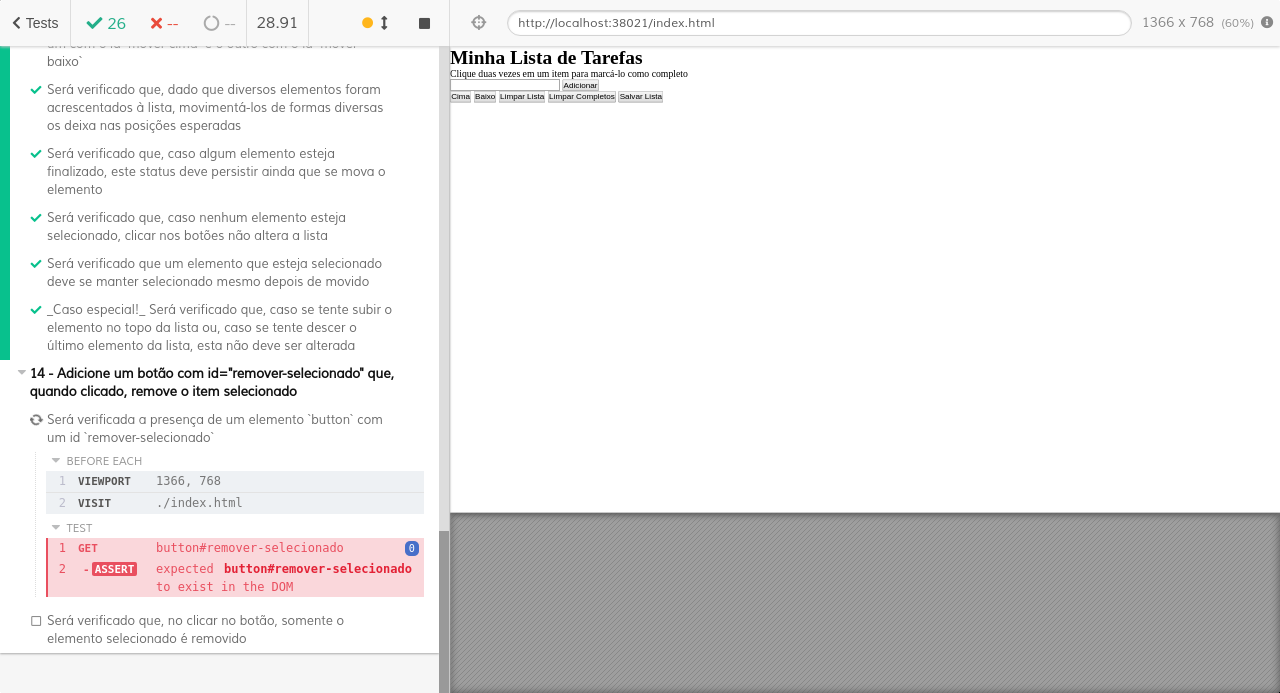 Tests
26
--
--
28.91
http://localhost:38021/index.html
1366 x 768 (60%)
um com o id `mover-cima` e o outro com o id `mover-
baixo`
Será verificado que, dado que diversos elementos foram
acrescentados à lista, movimentá-los de formas diversas
os deixa nas posições esperadas
Será verificado que, caso algum elemento esteja
finalizado, este status deve persistir ainda que se mova o
elemento
Será verificado que, caso nenhum elemento esteja
selecionado, clicar nos botões não altera a lista
Será verificado que um elemento que esteja selecionado
deve se manter selecionado mesmo depois de movido
_Caso especial!_ Será verificado que, caso se tente subir o
elemento no topo da lista ou, caso se tente descer o
último elemento da lista, esta não deve ser alterada
14 - Adicione um botão com id="remover-selecionado" que,
quando clicado, remove o item selecionado
Será verificada a presença de um elemento `button` com
um id `remover-selecionado`
BEFORE EACH
1 VIEWPORT 1366, 768
2 VISIT ./index.html
TEST
1 GET button#remover-selecionado 0
2 -ASSERT expected button#remover-selecionado
to exist in the DOM
Será verificado que, no clicar no botão, somente o
elemento selecionado é removido
Minha Lista de Tarefas
Clique duas vezes em um item para marcá-lo como completo
Adicionar
Cima Baixo Limpar Lista Limpar Completos Salvar Lista